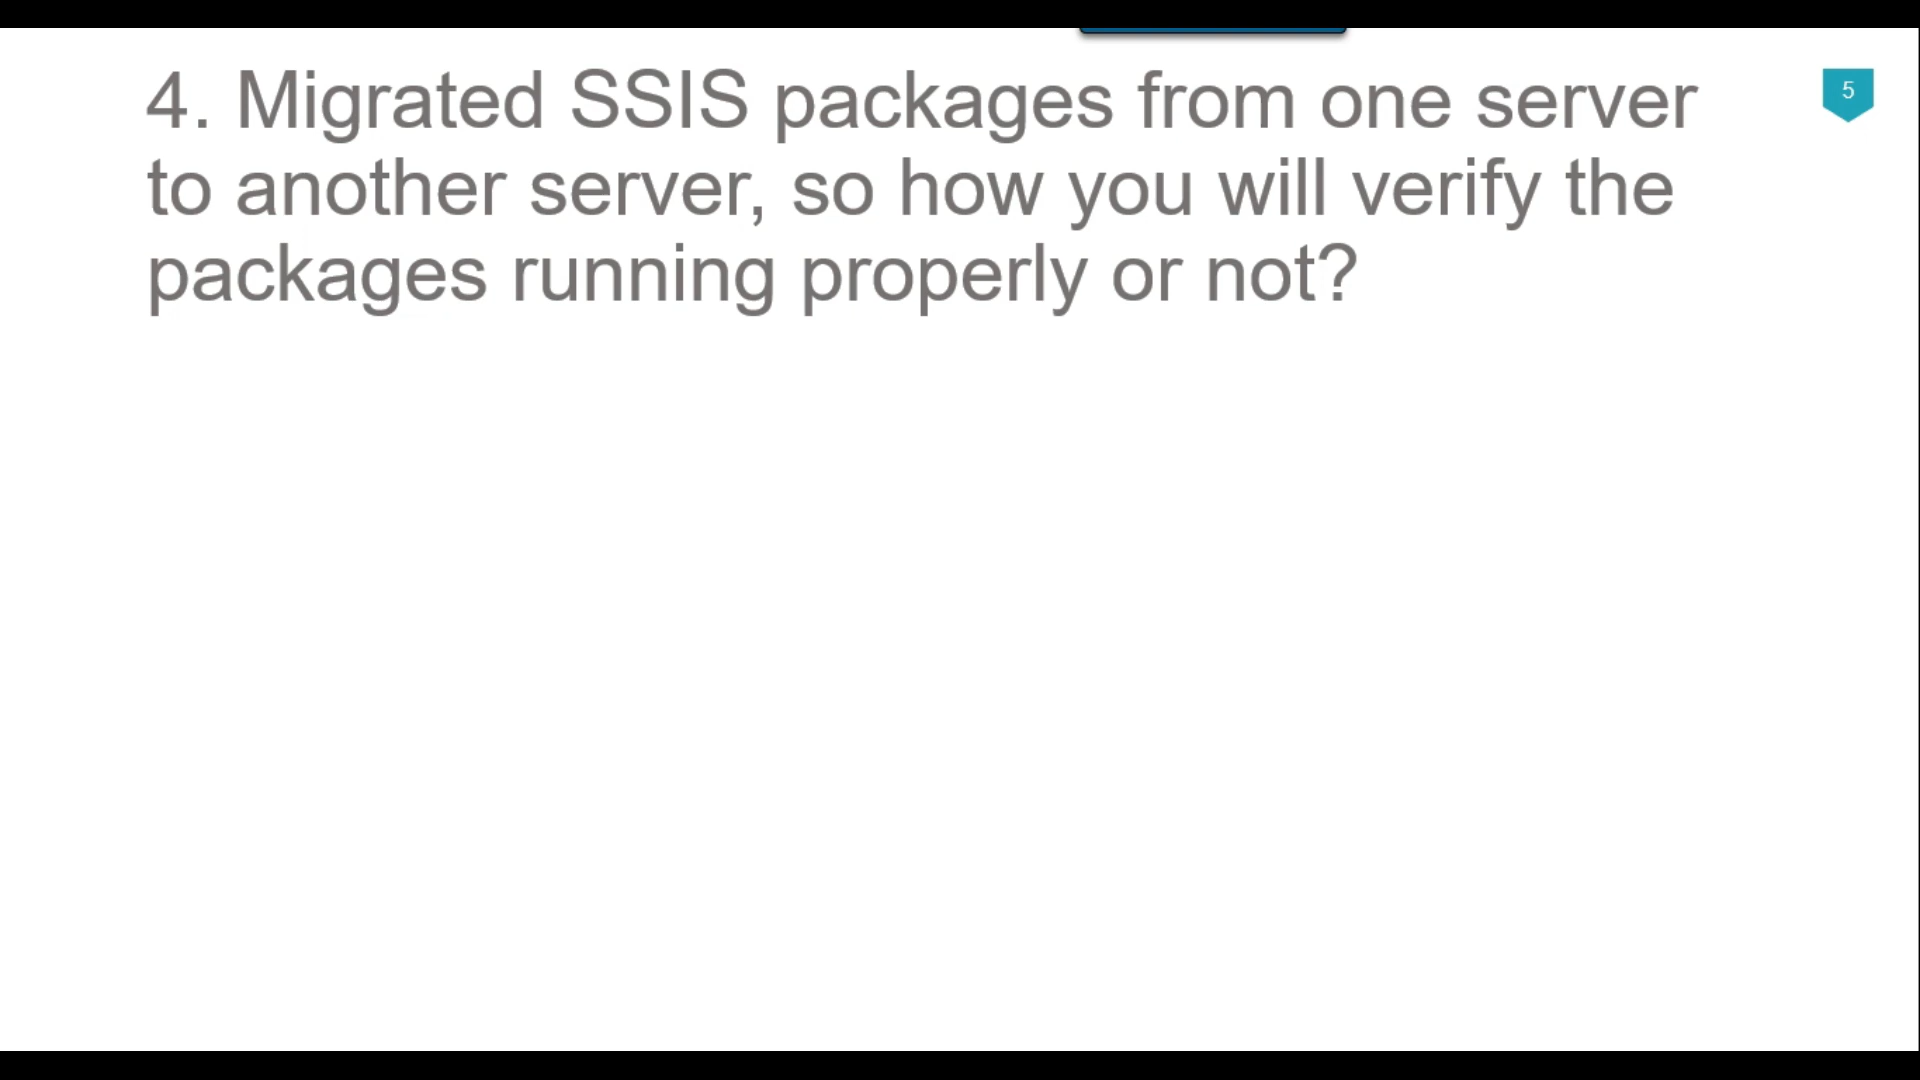 4. Migrated SSIS packages from one server
to another server, so how you will verify the
packages running properly or not?
5